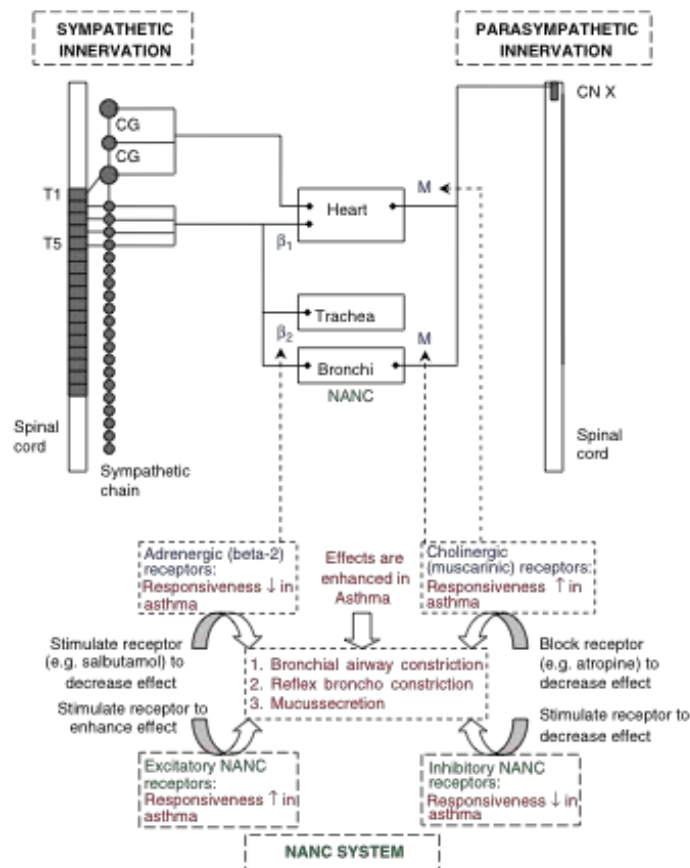 SYMPATHETIC
INNERVATION
PARASYMPATHETIC
INNERVATION
CN X
CG
CG
T1
T5
M
Heart
β1
Trachea
β2
M
Bronchi
NANC
Spinal
cord
Sympathetic
chain
Spinal
cord
Adrenergic (beta-2)
receptors:
Responsiveness ↓ in
asthma
Effects are
enhanced in
Asthma
Cholinergic
(muscarinic) receptors:
Responsiveness ↑ in
asthma
Stimulate receptor
(e.g. salbutamol) to
decrease effect
1. Bronchial airway constriction
2. Reflex broncho constriction
3. Mucussecretion
Block receptor
(e.g. atropine) to
decrease effect
Stimulate receptor to
enhance effect
Stimulate receptor to
decrease effect
Excitatory NANC
receptors:
Responsiveness ↑ in
asthma
Inhibitory NANC
receptors:
Responsiveness ↓ in
asthma
NANC SYSTEM